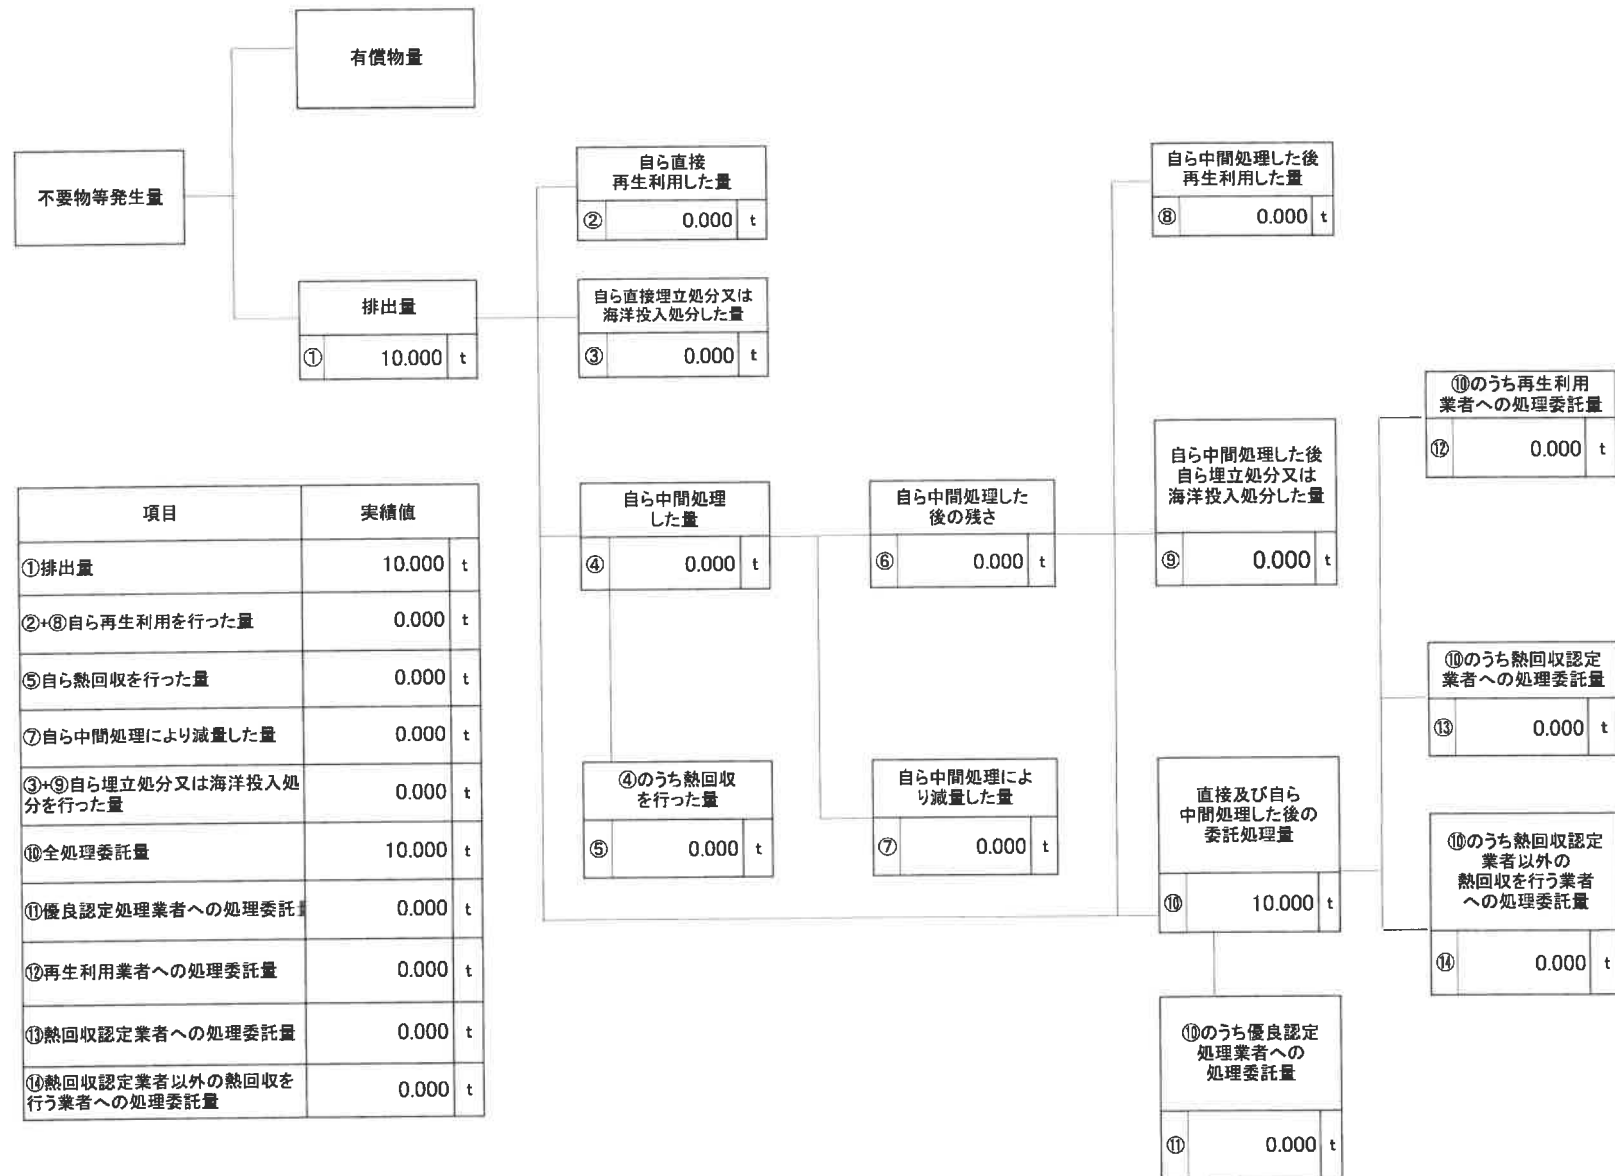 有償物量
不要物等発生量
排出量
① 10.000 t
自ら直接
再生利用した量
② 0.000 t
自ら直接埋立処分又は
海洋投入処分した量
③ 0.000 t
自ら中間処理
した量
④ 0.000 t
④のうち熱回収
を行った量
⑤ 0.000 t
自ら中間処理した
後の残さ
⑥ 0.000 t
自ら中間処理によ
り減量した量
⑦ 0.000 t
自ら中間処理した後
再生利用した量
⑧ 0.000 t
自ら中間処理した後
自ら埋立処分又は
海洋投入処分した量
⑨ 0.000 t
直接及び自ら
中間処理した後の
委託処理量
⑩ 10.000 t
⑩のうち優良認定
処理業者への
処理委託量
⑪ 0.000 t
⑩のうち再生利用
業者への処理委託量
⑫ 0.000 t
⑩のうち熱回収認定
業者への処理委託量
⑬ 0.000 t
⑩のうち熱回収認定
業者以外の
熱回収を行う業者
への処理委託量
⑭ 0.000 t
項目 実績値
①排出量 10.000 t
②+⑧自ら再生利用を行った量 0.000 t
⑤自ら熱回収を行った量 0.000 t
⑦自ら中間処理により減量した量 0.000 t
③+⑨自ら埋立処分又は海洋投入処
分を行った量 0.000 t
⑩全処理委託量 10.000 t
⑪優良認定処理業者への処理委託 0.000 t
⑫再生利用業者への処理委託量 0.000 t
⑬熱回収認定業者への処理委託量 0.000 t
⑭熱回収認定業者以外の熱回収を
行う業者への処理委託量 0.000 t